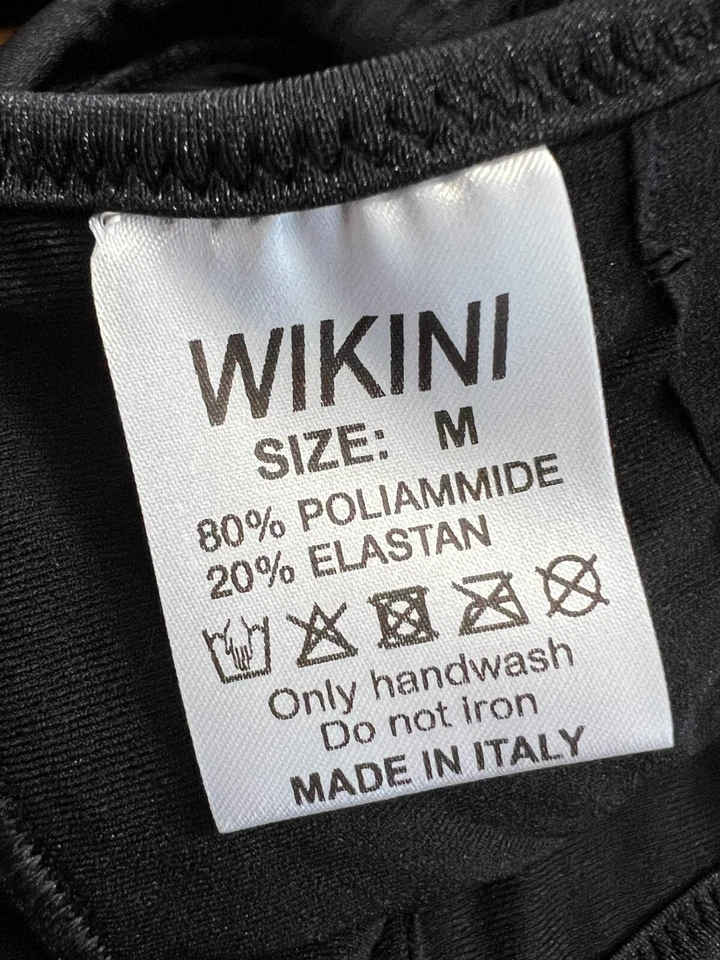 WIKINI
SIZE: M
80% POLIAMMIDE
20% ELASTAN
Only handwash
Do not iron
MADE IN ITALY